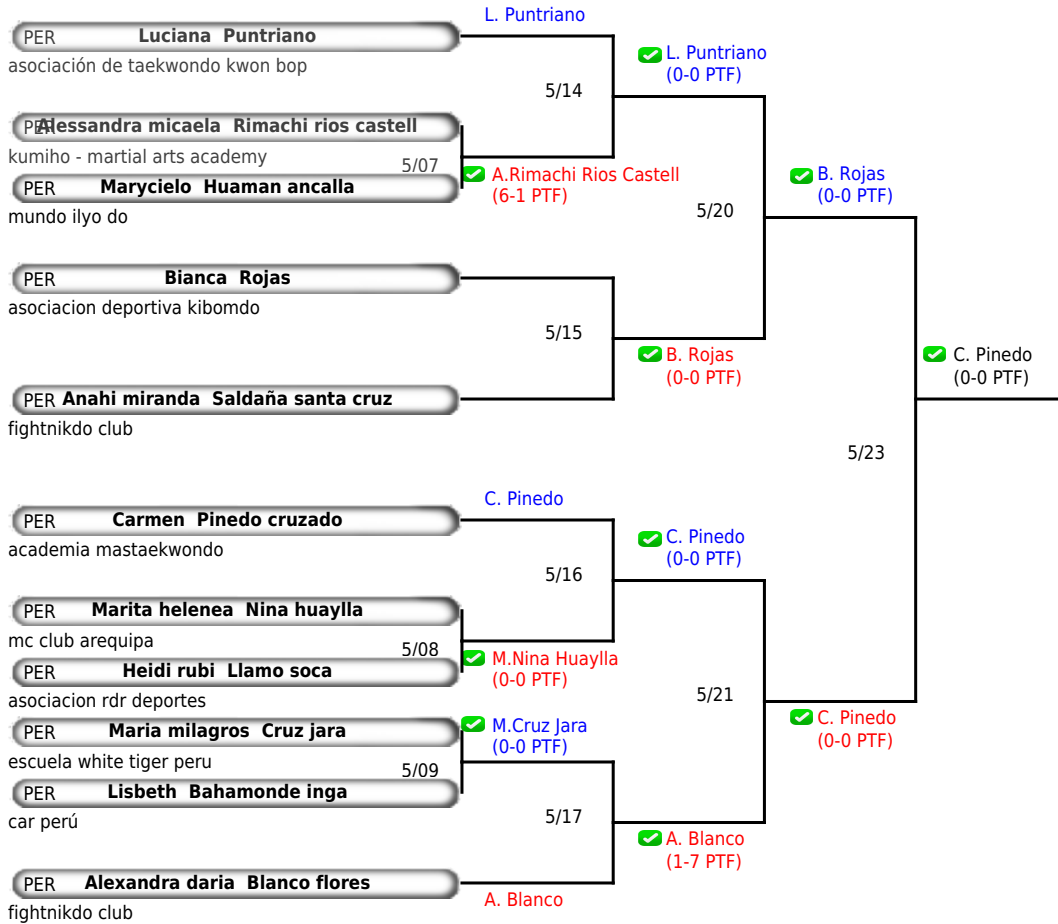 L. Puntriano
PER Luciana Puntriano
asociación de taekwondo kwon bop
L. Puntriano
(0-0 PTF)
5/14
PER Alessandra micaela Rimachi rios castell
kumiho - martial arts academy
5/07
A.Rimachi Rios Castell
(6-1 PTF)
PER Marycielo Huaman ancalla
mundo ilyo do
B. Rojas
(0-0 PTF)
5/20
PER Bianca Rojas
asociacion deportiva kibomdo
5/15
B. Rojas
(0-0 PTF)
C. Pinedo
(0-0 PTF)
PER Anahi miranda Saldaña santa cruz
fightnikdo club
5/23
C. Pinedo
PER Carmen Pinedo cruzado
academia mastaekwondo
C. Pinedo
(0-0 PTF)
5/16
PER Marita helenea Nina huaylla
mc club arequipa
5/08
M.Nina Huaylla
(0-0 PTF)
PER Heidi rubi Llamo soca
asociacion rdr deportes
5/21
C. Pinedo
(0-0 PTF)
PER Maria milagros Cruz jara
escuela white tiger peru
M.Cruz Jara
(0-0 PTF)
5/09
PER Lisbeth Bahamonde inga
car perú
5/17
A. Blanco
(1-7 PTF)
PER Alexandra daria Blanco flores
fightnikdo club
A. Blanco